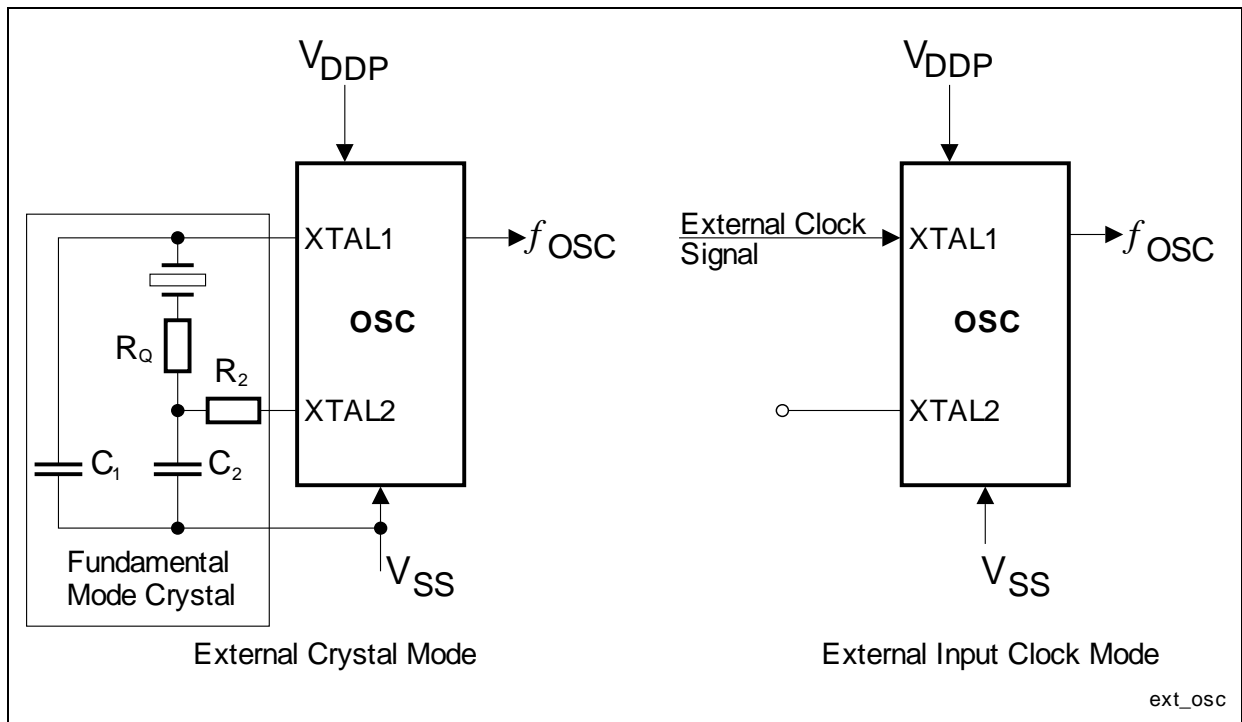 VDDP
XTAL1
fOSC
OSC
RQ
R2
XTAL2
C1
C2
Fundamental
Mode Crystal
VSS
External Crystal Mode
VDDP
External Clock
Signal
XTAL1
fOSC
OSC
XTAL2
VSS
External Input Clock Mode
ext_osc